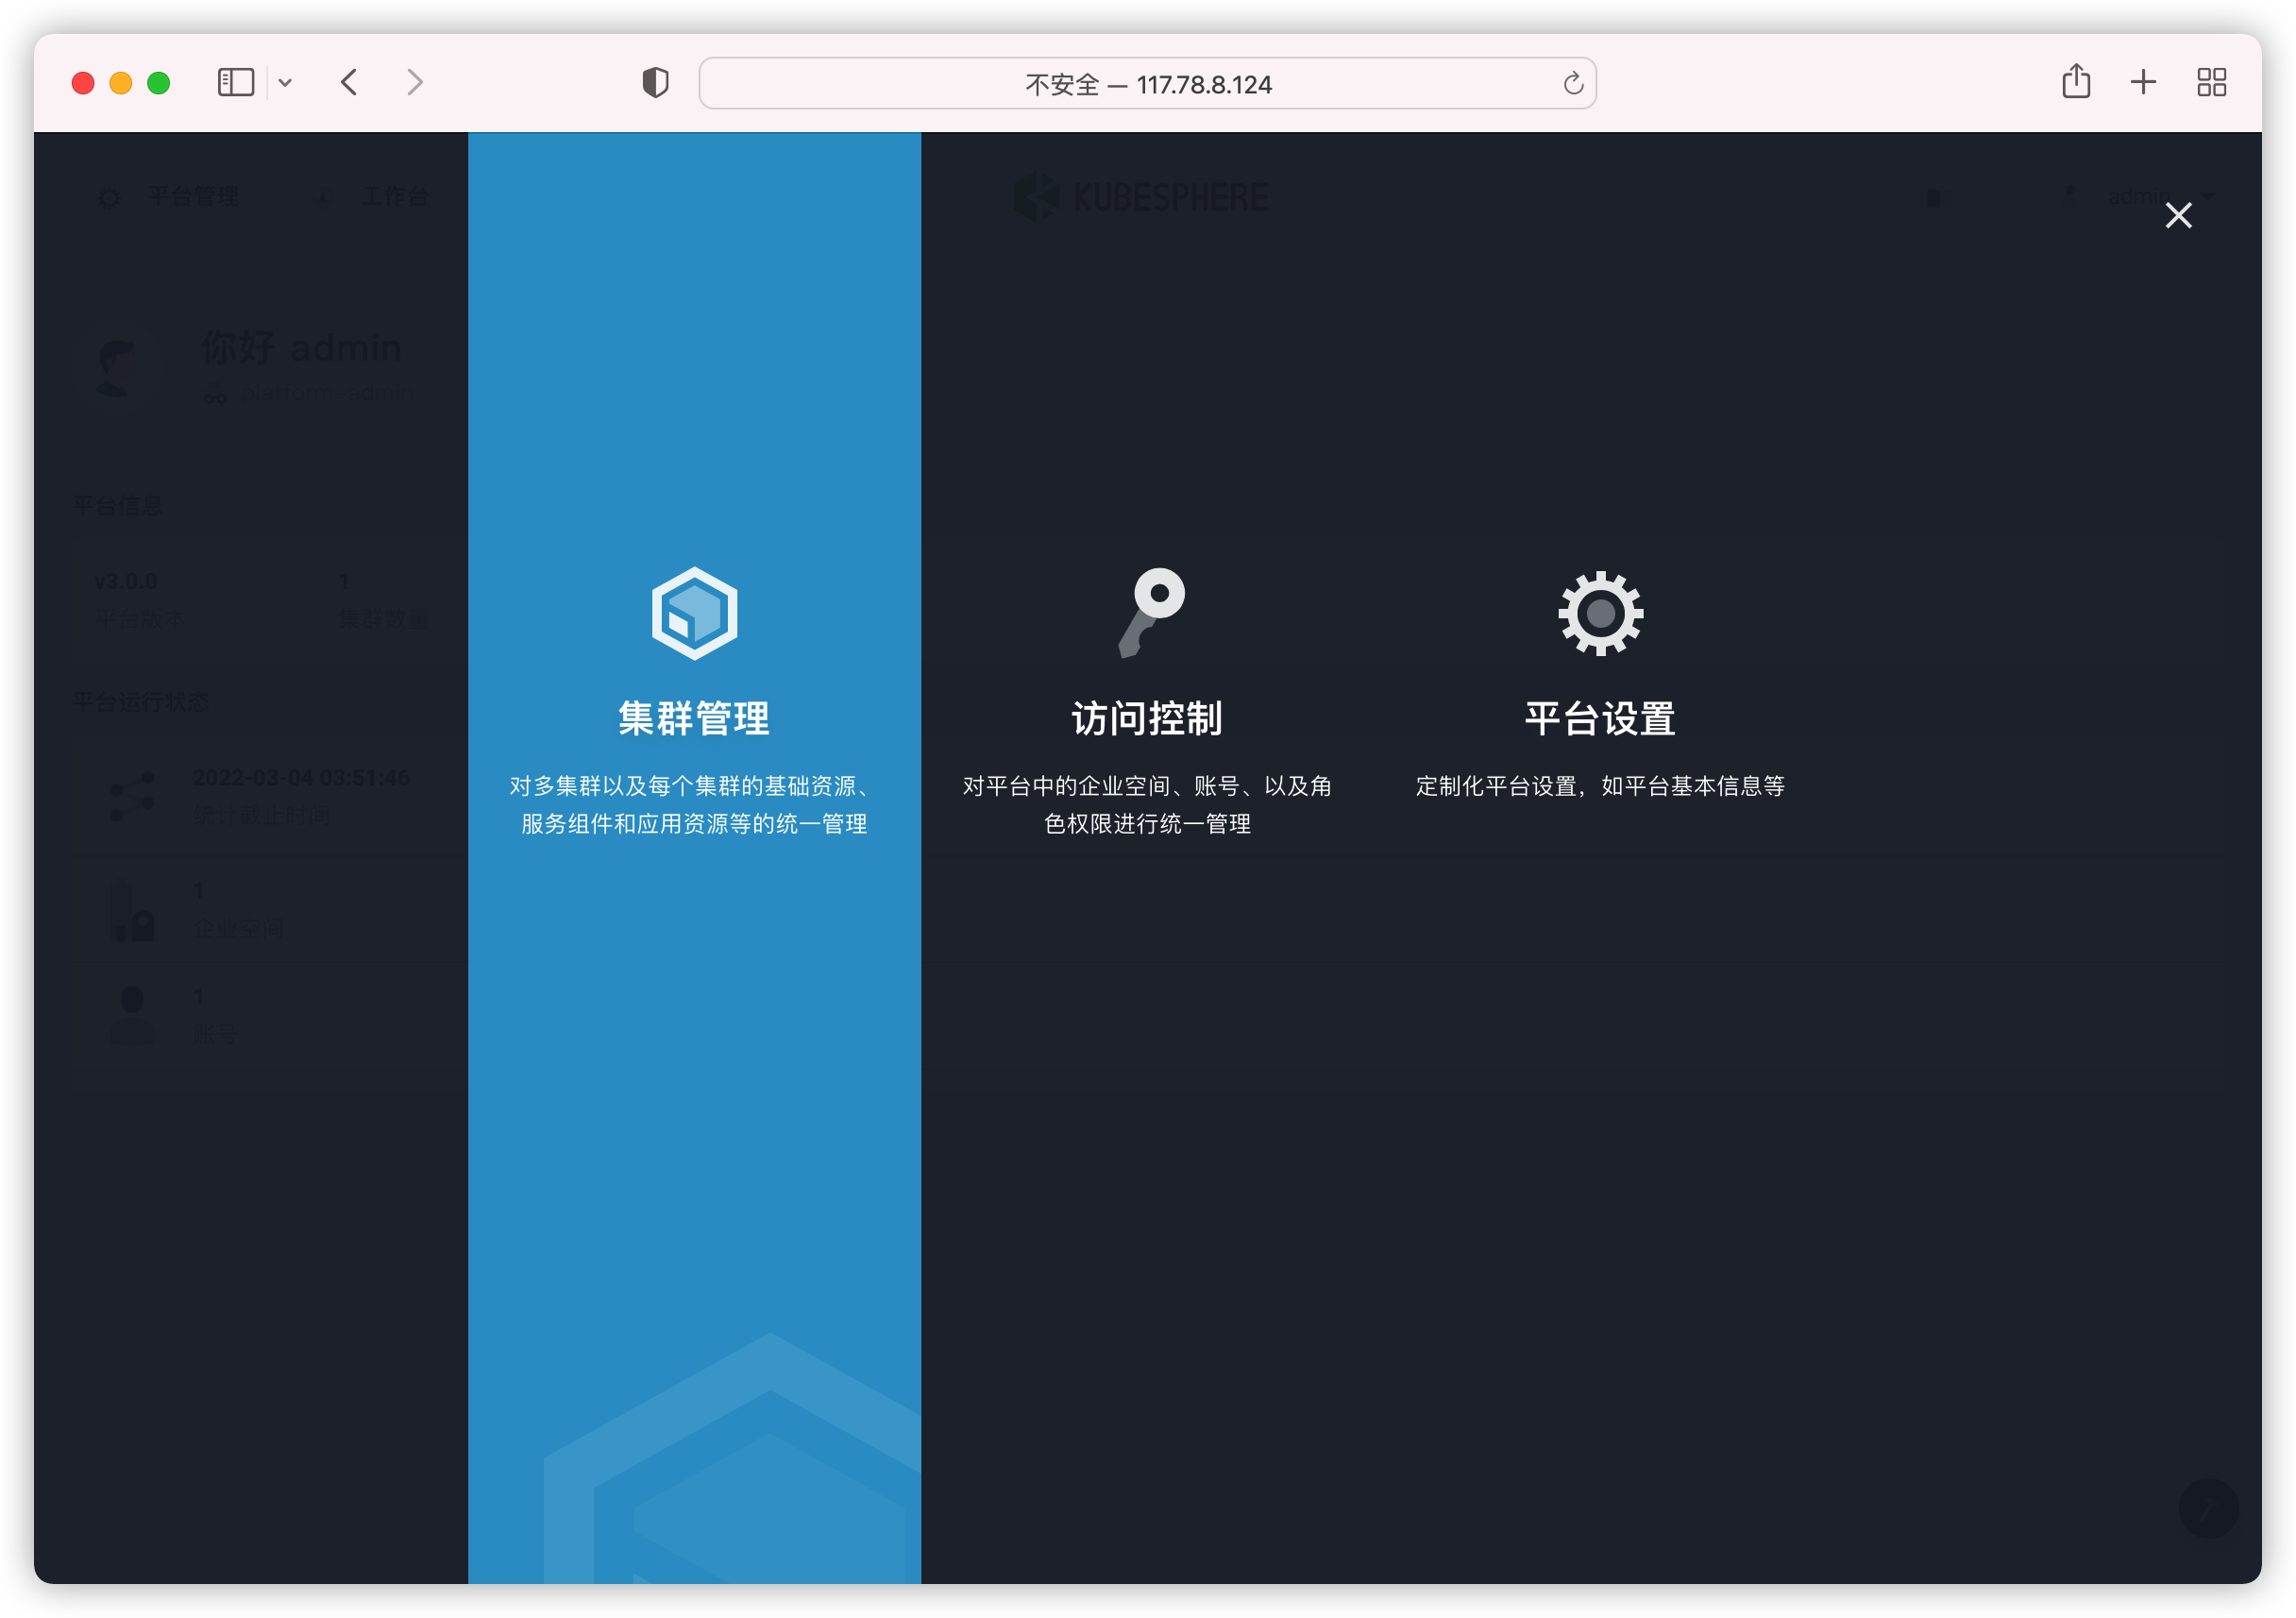 不安全 — 117.78.8.124
平台管理
工作台
KUBESPHERE
admin
你好 admin
platform-admin
平台信息
v3.0.0
平台版本
1
集群数量
平台运行状态
2022-03-04 03:51:46
统计截止时间
1
企业空间
1
账号
集群管理
对多集群以及每个集群的基础资源、
服务组件和应用资源等的统一管理
访问控制
对平台中的企业空间、账号、以及角
色权限进行统一管理
平台设置
定制化平台设置，如平台基本信息等